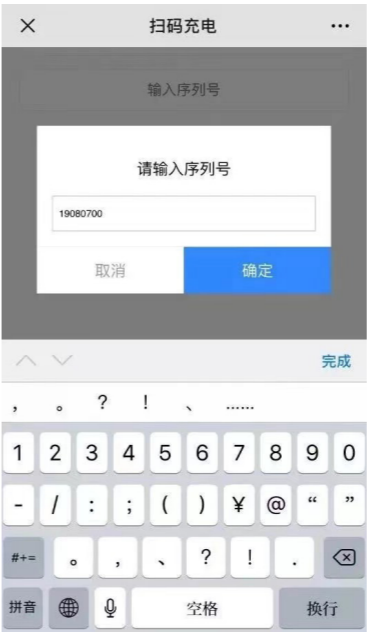 扫码充电
输入序列号
请输入序列号
19080700
取消 确定
完成
， 。 ？ ！ 、 ……
1 2 3 4 5 6 7 8 9 0
- / : ; ( ) ¥ @ “ ”
#+= 。 ， 、 ？ ！ .
拼音 空格 换行